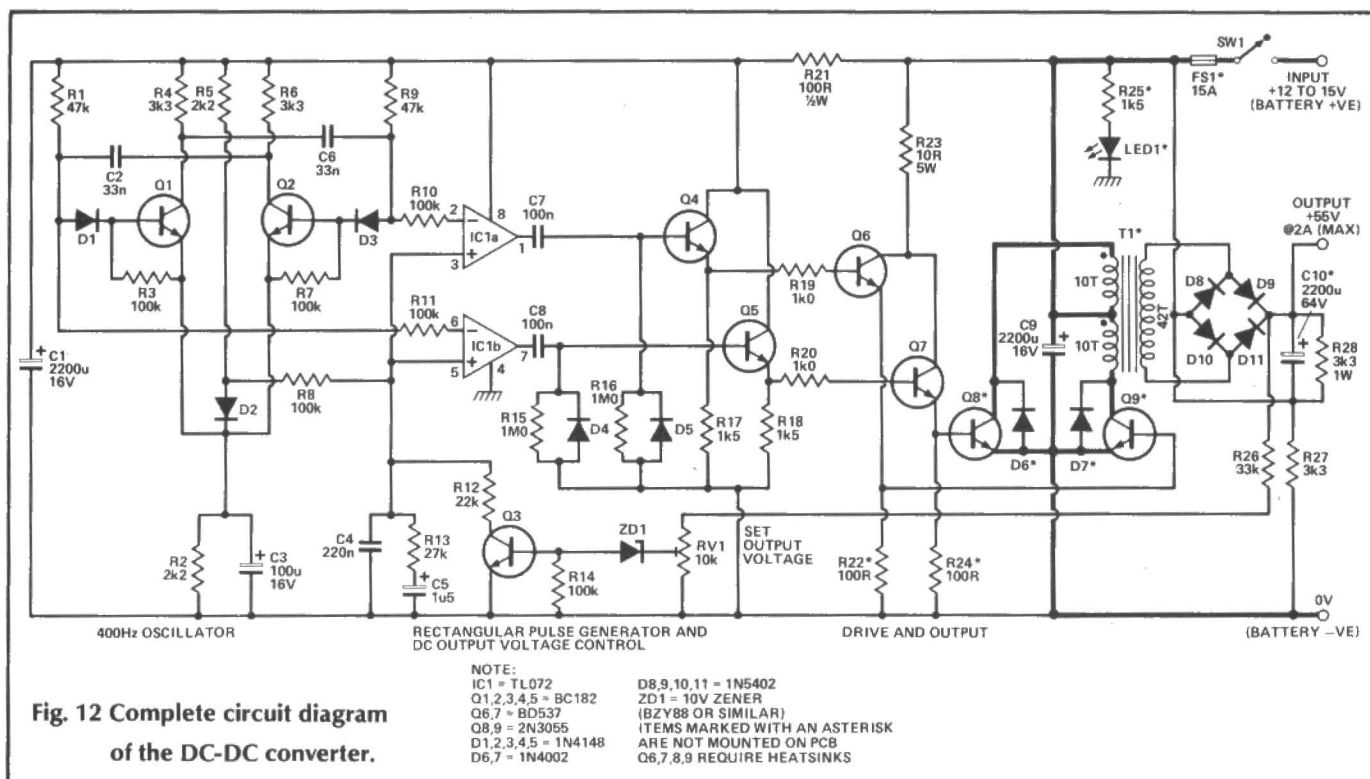 SW1
FS1*
15A
INPUT
+12 TO 15V
(BATTERY +VE)
R1
47k
R4
3k3
R5
2k2
R6
3k3
R9
47k
R21
100R
½W
R25*
1k5
LED1*
C2
33n
C6
33n
Q1
Q2
D1
D3
R3
100k
R7
100k
R10
100k
2
3
8
1
IC1a
C7
100n
R23
10R
5W
Q4
Q6
R19
1k0
OUTPUT
+55V
@2A (MAX)
T1*
10T
10T
42T
D8
D9
D10
D11
C10*
2200u
64V
R28
3k3
1W
C1
2200u
16V
R11
100k
6
5
7
4
IC1b
C8
100n
Q5
R20
1k0
Q7
C9
2200u
16V
Q8*
Q9*
D6*
D7*
R8
100k
D2
R15
1M0
R16
1M0
D4
D5
R17
1k5
R18
1k5
R26
33k
R27
3k3
R12
22k
Q3
ZD1
RV1
10k
SET
OUTPUT
VOLTAGE
R2
2k2
C3
100u
16V
C4
220n
R13
27k
C5
1u5
R14
100k
R22*
100R
R24*
100R
0V
(BATTERY –VE)
400Hz OSCILLATOR
RECTANGULAR PULSE GENERATOR AND
DC OUTPUT VOLTAGE CONTROL
DRIVE AND OUTPUT
NOTE:
IC1 = TL072
Q1,2,3,4,5 = BC182
Q6,7 = BD537
Q8,9 = 2N3055
D1,2,3,4,5 = 1N4148
D6,7 = 1N4002
D8,9,10,11 = 1N5402
ZD1 = 10V ZENER
(BZY88 OR SIMILAR)
ITEMS MARKED WITH AN ASTERISK
ARE NOT MOUNTED ON PCB
Q6,7,8,9 REQUIRE HEATSINKS
Fig. 12 Complete circuit diagram
of the DC-DC converter.